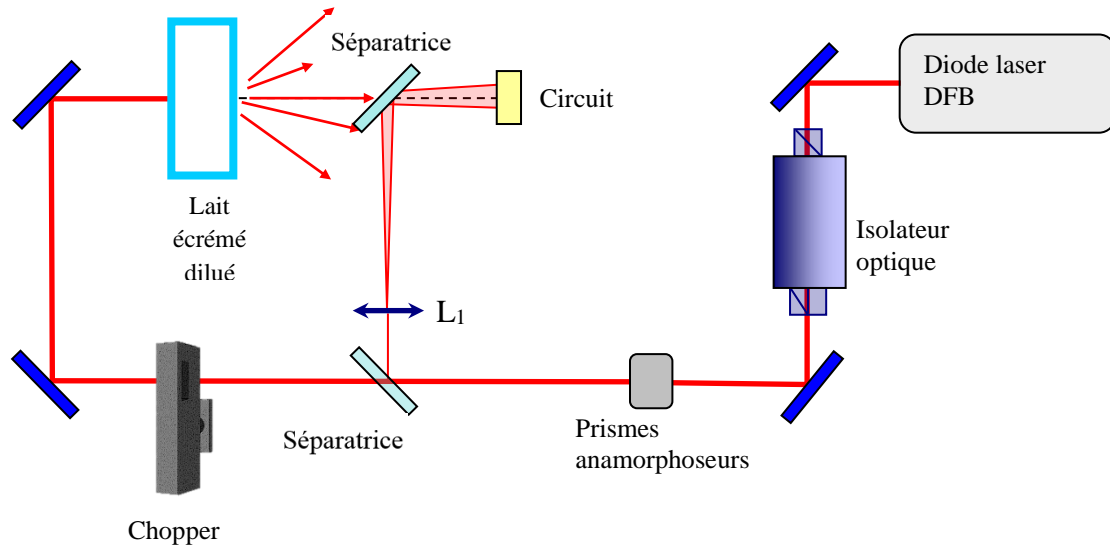 Séparatrice
Diode laser
DFB
Circuit
Lait
écrémé
dilué
Isolateur
optique
L1
Séparatrice
Prismes
anamorphoseurs
Chopper